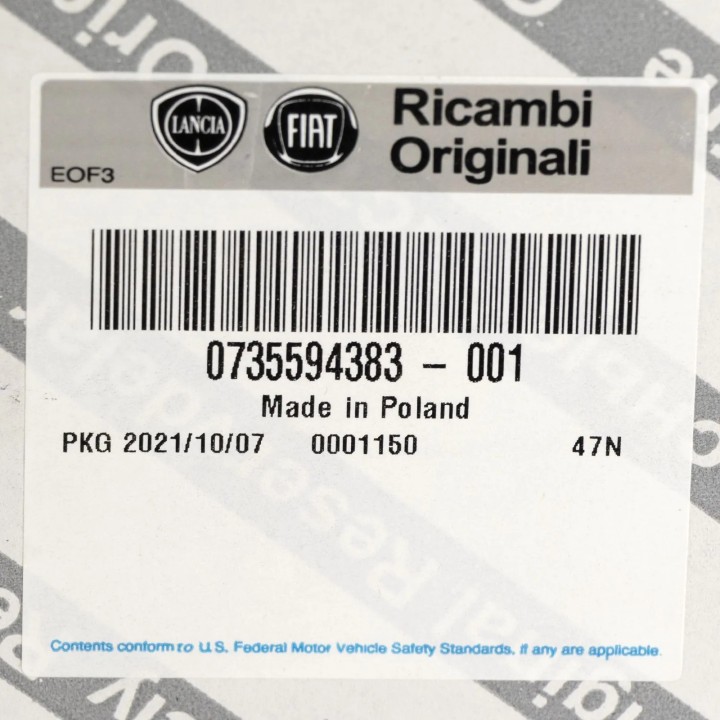 LANCIA
FIAT
Ricambi
Originali
EOF3
0735594383 - 001
Made in Poland
PKG 2021/10/07 0001150 47N
Contents conform to U.S. Federal Motor Vehicle Safety Standards, if any are applicable.